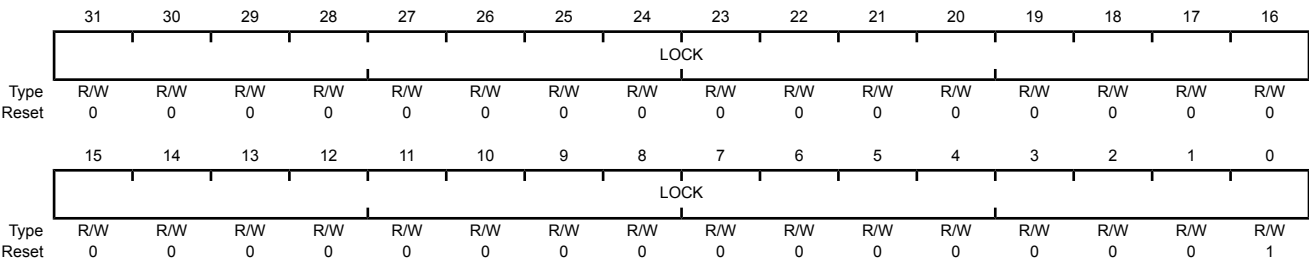 31 30 29 28 27 26 25 24 23 22 21 20 19 18 17 16
LOCK
Type R/W R/W R/W R/W R/W R/W R/W R/W R/W R/W R/W R/W R/W R/W R/W R/W
Reset 0 0 0 0 0 0 0 0 0 0 0 0 0 0 0 0
15 14 13 12 11 10 9 8 7 6 5 4 3 2 1 0
LOCK
Type R/W R/W R/W R/W R/W R/W R/W R/W R/W R/W R/W R/W R/W R/W R/W R/W
Reset 0 0 0 0 0 0 0 0 0 0 0 0 0 0 0 1